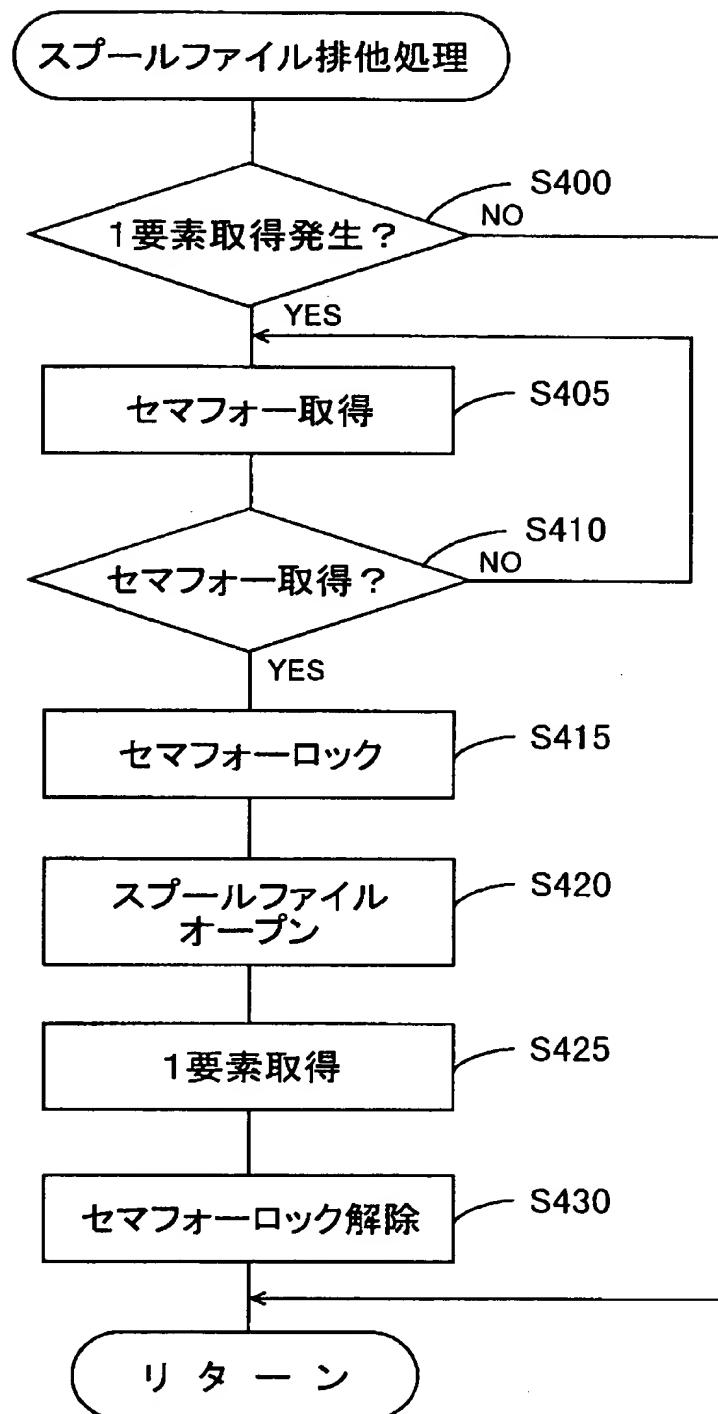 スプールファイル排他処理
S400
1要素取得発生？
NO
YES
セマフォー取得
S405
S410
セマフォー取得？
NO
YES
セマフォーロック
S415
スプールファイル
オープン
S420
1要素取得
S425
セマフォーロック解除
S430
リターン